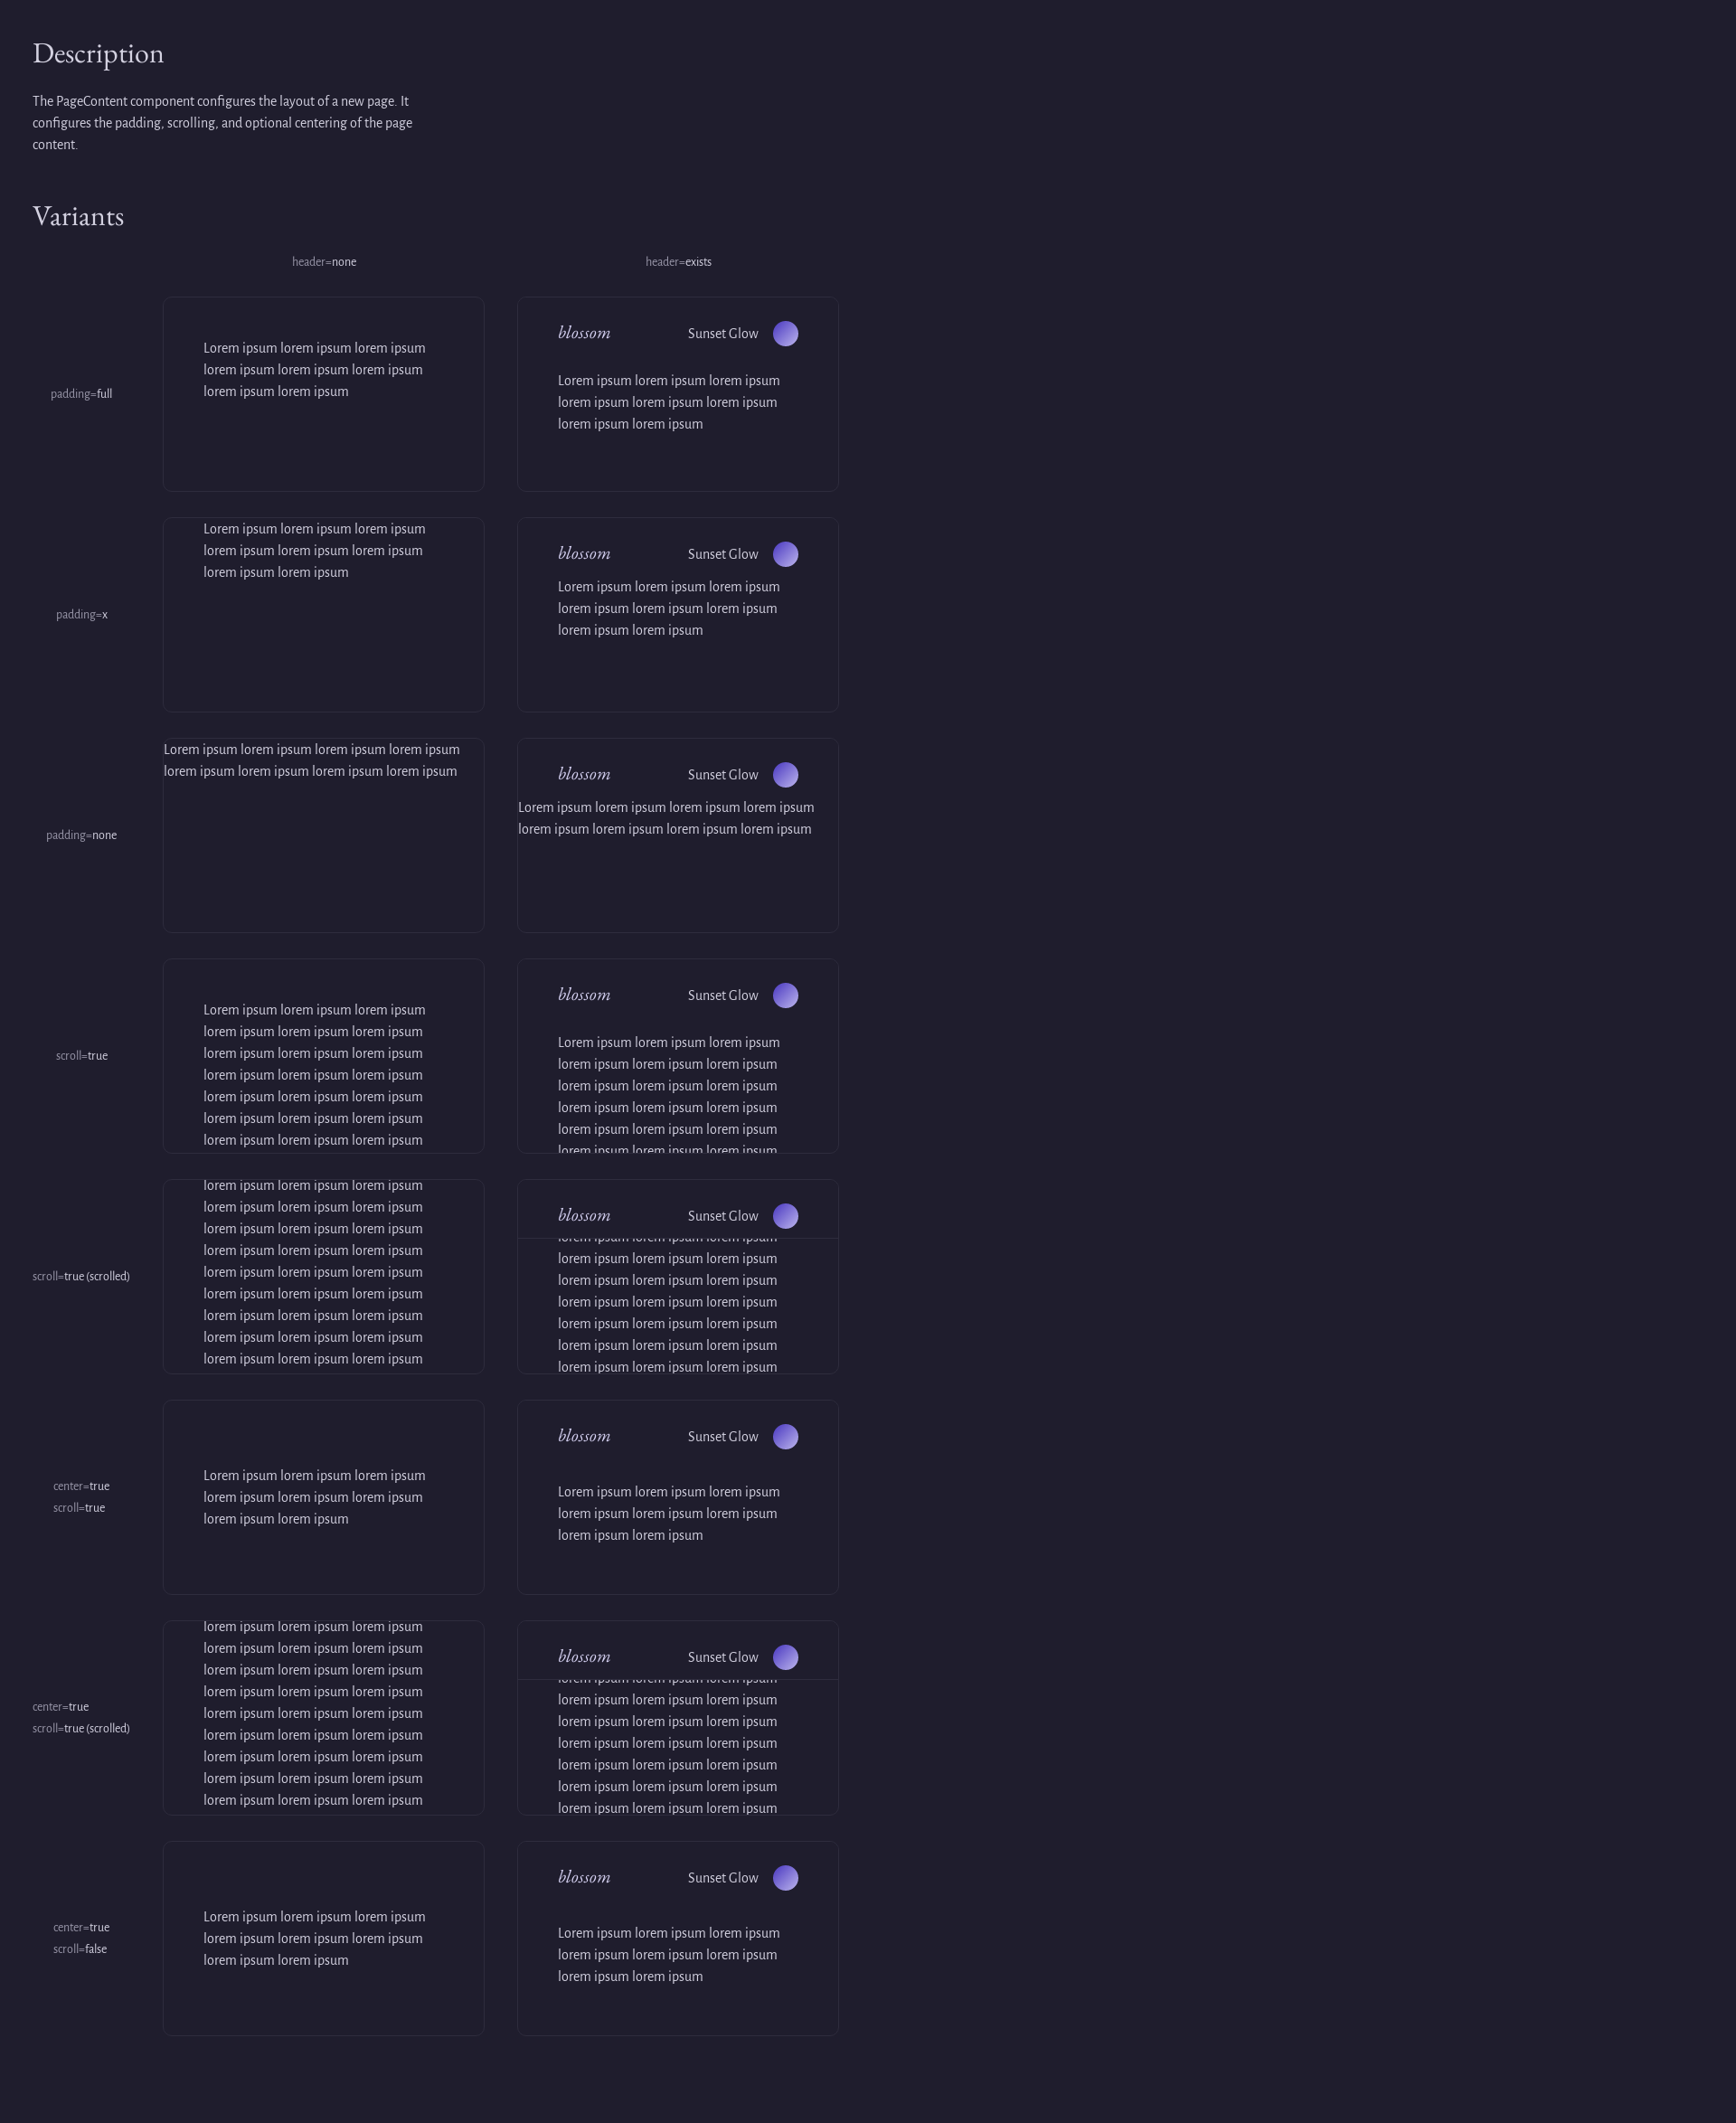 Description
The PageContent component configures the layout of a new page. It
configures the padding, scrolling, and optional centering of the page
content.
Variants
header=none
header=exists
padding=full
Lorem ipsum lorem ipsum lorem ipsum
lorem ipsum lorem ipsum lorem ipsum
lorem ipsum lorem ipsum
blossom
Sunset Glow
Lorem ipsum lorem ipsum lorem ipsum
lorem ipsum lorem ipsum lorem ipsum
lorem ipsum lorem ipsum
padding=x
Lorem ipsum lorem ipsum lorem ipsum
lorem ipsum lorem ipsum lorem ipsum
lorem ipsum lorem ipsum
blossom
Sunset Glow
Lorem ipsum lorem ipsum lorem ipsum
lorem ipsum lorem ipsum lorem ipsum
lorem ipsum lorem ipsum
padding=none
Lorem ipsum lorem ipsum lorem ipsum lorem ipsum
lorem ipsum lorem ipsum lorem ipsum lorem ipsum
blossom
Sunset Glow
Lorem ipsum lorem ipsum lorem ipsum lorem ipsum
lorem ipsum lorem ipsum lorem ipsum lorem ipsum
scroll=true
Lorem ipsum lorem ipsum lorem ipsum
lorem ipsum lorem ipsum lorem ipsum
lorem ipsum lorem ipsum lorem ipsum
lorem ipsum lorem ipsum lorem ipsum
lorem ipsum lorem ipsum lorem ipsum
lorem ipsum lorem ipsum lorem ipsum
lorem ipsum lorem ipsum lorem ipsum
blossom
Sunset Glow
Lorem ipsum lorem ipsum lorem ipsum
lorem ipsum lorem ipsum lorem ipsum
lorem ipsum lorem ipsum lorem ipsum
lorem ipsum lorem ipsum lorem ipsum
lorem ipsum lorem ipsum lorem ipsum
lorem ipsum lorem ipsum lorem ipsum
scroll=true (scrolled)
lorem ipsum lorem ipsum lorem ipsum
lorem ipsum lorem ipsum lorem ipsum
lorem ipsum lorem ipsum lorem ipsum
lorem ipsum lorem ipsum lorem ipsum
lorem ipsum lorem ipsum lorem ipsum
lorem ipsum lorem ipsum lorem ipsum
lorem ipsum lorem ipsum lorem ipsum
lorem ipsum lorem ipsum lorem ipsum
lorem ipsum lorem ipsum lorem ipsum
blossom
Sunset Glow
lorem ipsum lorem ipsum lorem ipsum
lorem ipsum lorem ipsum lorem ipsum
lorem ipsum lorem ipsum lorem ipsum
lorem ipsum lorem ipsum lorem ipsum
lorem ipsum lorem ipsum lorem ipsum
lorem ipsum lorem ipsum lorem ipsum
lorem ipsum lorem ipsum lorem ipsum
center=true
scroll=true
Lorem ipsum lorem ipsum lorem ipsum
lorem ipsum lorem ipsum lorem ipsum
lorem ipsum lorem ipsum
blossom
Sunset Glow
Lorem ipsum lorem ipsum lorem ipsum
lorem ipsum lorem ipsum lorem ipsum
lorem ipsum lorem ipsum
center=true
scroll=true (scrolled)
lorem ipsum lorem ipsum lorem ipsum
lorem ipsum lorem ipsum lorem ipsum
lorem ipsum lorem ipsum lorem ipsum
lorem ipsum lorem ipsum lorem ipsum
lorem ipsum lorem ipsum lorem ipsum
lorem ipsum lorem ipsum lorem ipsum
lorem ipsum lorem ipsum lorem ipsum
lorem ipsum lorem ipsum lorem ipsum
lorem ipsum lorem ipsum lorem ipsum
blossom
Sunset Glow
lorem ipsum lorem ipsum lorem ipsum
lorem ipsum lorem ipsum lorem ipsum
lorem ipsum lorem ipsum lorem ipsum
lorem ipsum lorem ipsum lorem ipsum
lorem ipsum lorem ipsum lorem ipsum
lorem ipsum lorem ipsum lorem ipsum
lorem ipsum lorem ipsum lorem ipsum
center=true
scroll=false
Lorem ipsum lorem ipsum lorem ipsum
lorem ipsum lorem ipsum lorem ipsum
lorem ipsum lorem ipsum
blossom
Sunset Glow
Lorem ipsum lorem ipsum lorem ipsum
lorem ipsum lorem ipsum lorem ipsum
lorem ipsum lorem ipsum